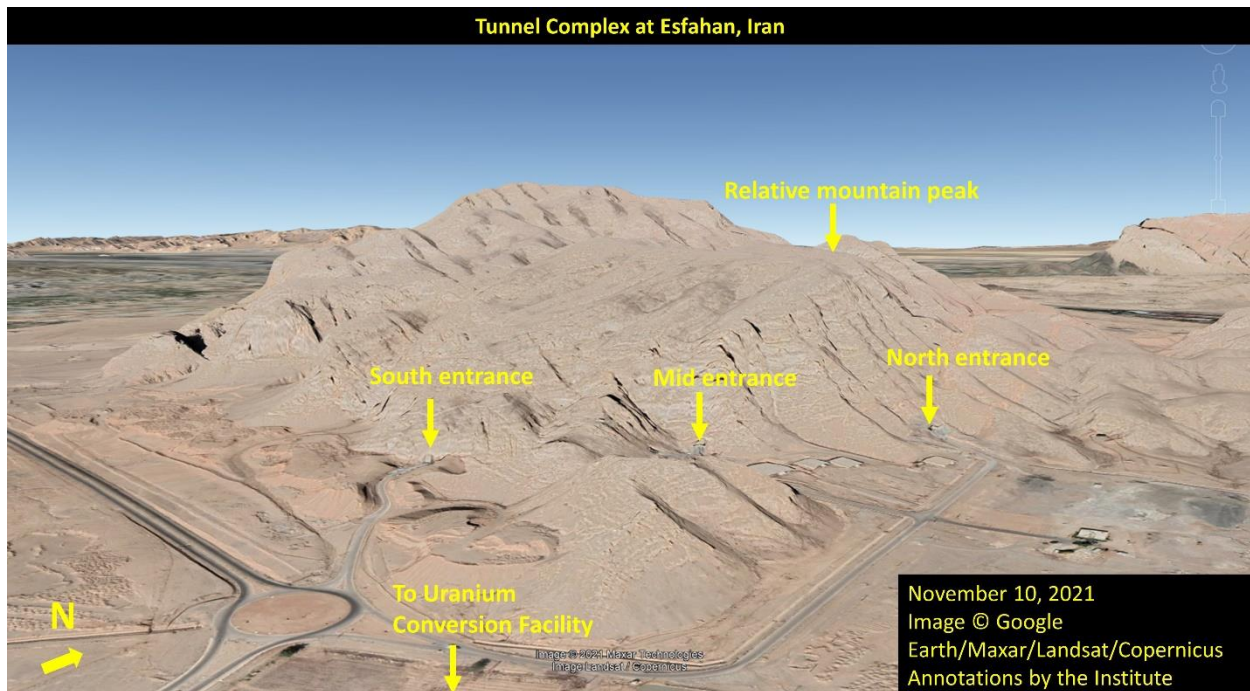 Tunnel Complex at Esfahan, Iran
Relative mountain peak
North entrance
South entrance
Mid entrance
To Uranium
Conversion Facility
N
Image © 2021 Maxar Technologies
Image Landsat / Copernicus
November 10, 2021
Image © Google
Earth/Maxar/Landsat/Copernicus
Annotations by the Institute